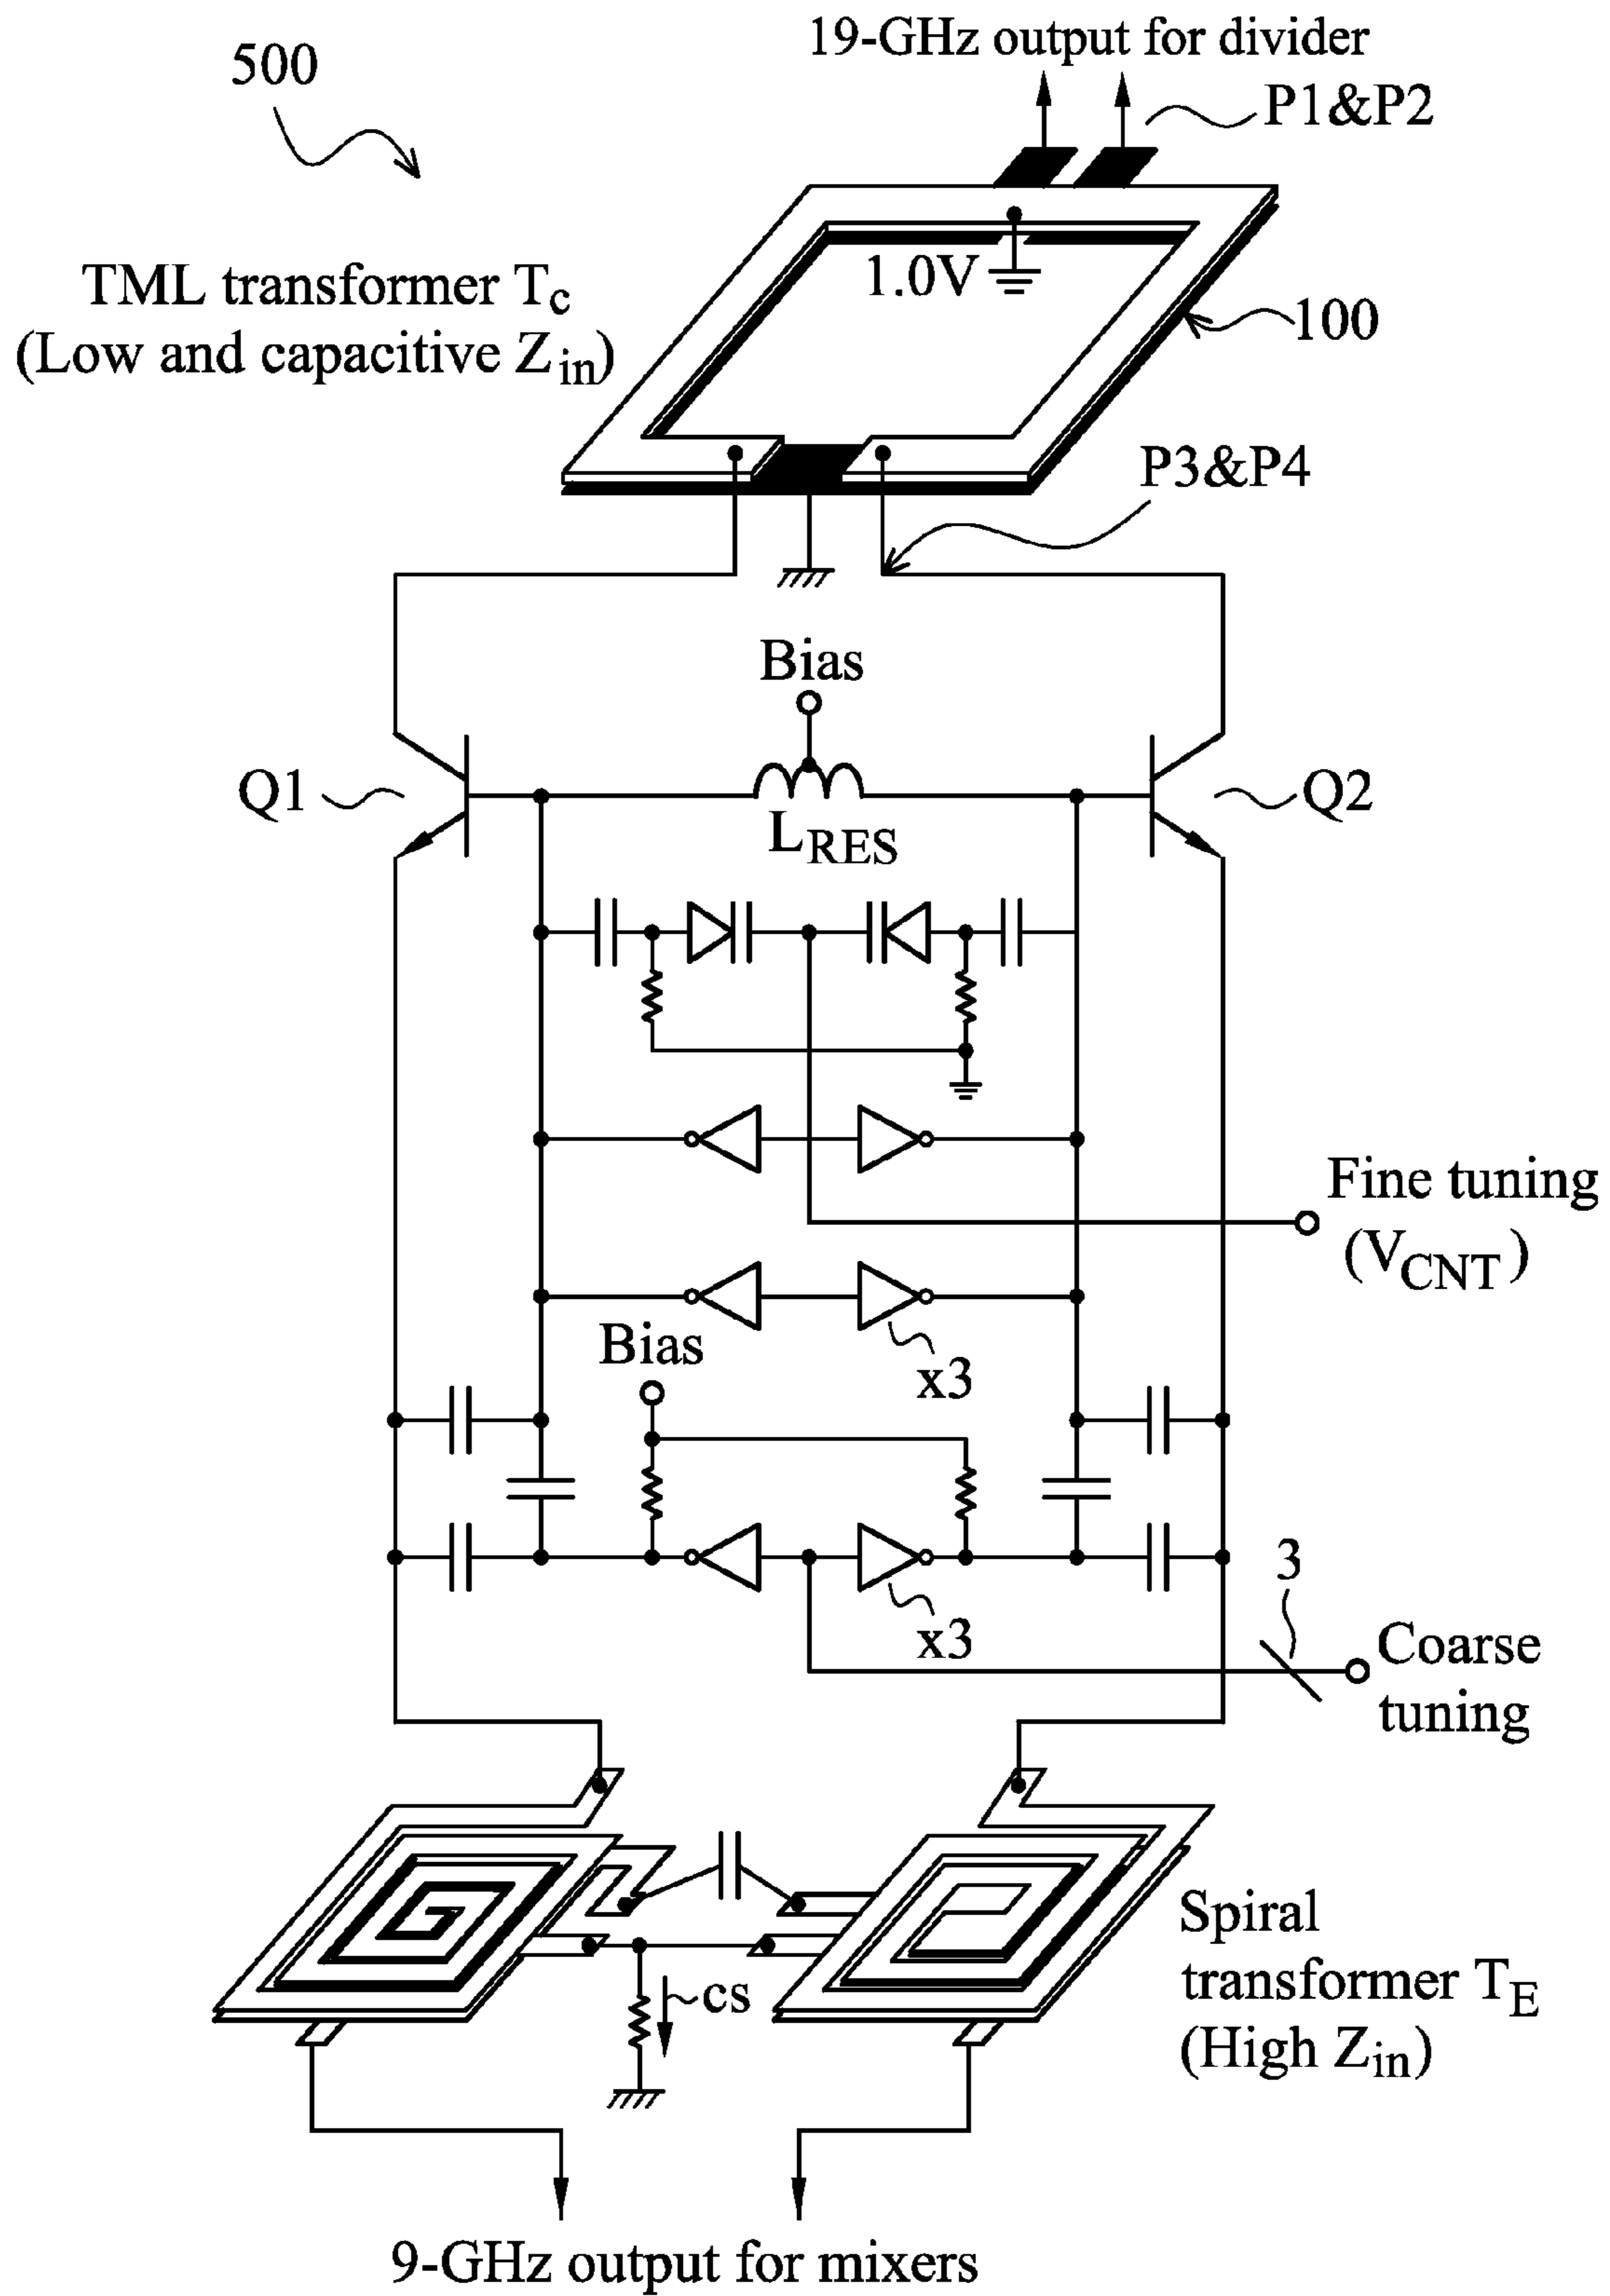 19-GHz output for divider
500
P1&P2
1.0V
TML transformer Tc
(Low and capacitive Zin)
100
P3&P4
Bias
Q1
LRES
Q2
Fine tuning
(VCNT)
x3
Bias
x3
3
Coarse
tuning
cs
Spiral
transformer TE
(High Zin)
9-GHz output for mixers